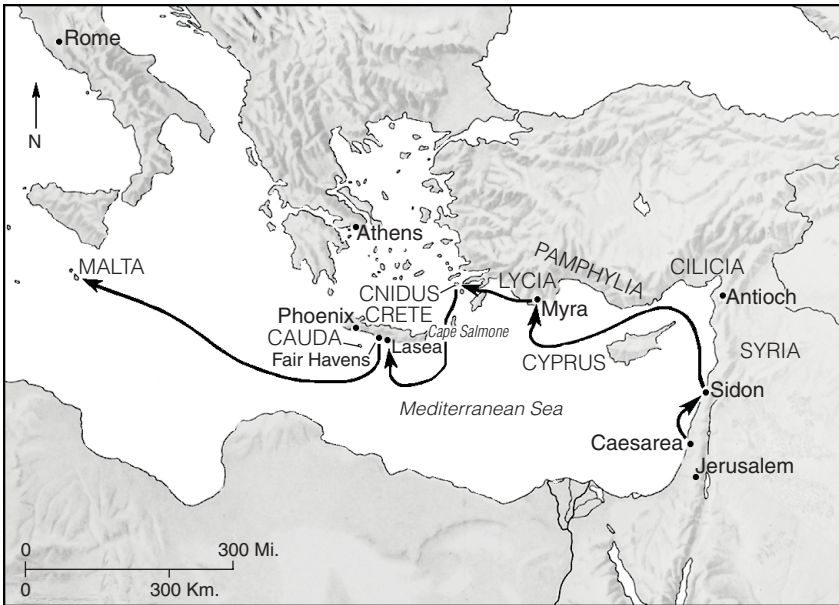 Rome
N
Athens
MALTA
PAMPHYLIA
CILICIA
LYCIA
CNIDUS
Antioch
Myra
CRETE
Phoenix
Cape Salmone
CAUDA
Lasea
Fair Havens
CYPRUS
SYRIA
Sidon
Mediterranean Sea
Caesarea
Jerusalem
0 300 Mi.
0 300 Km.